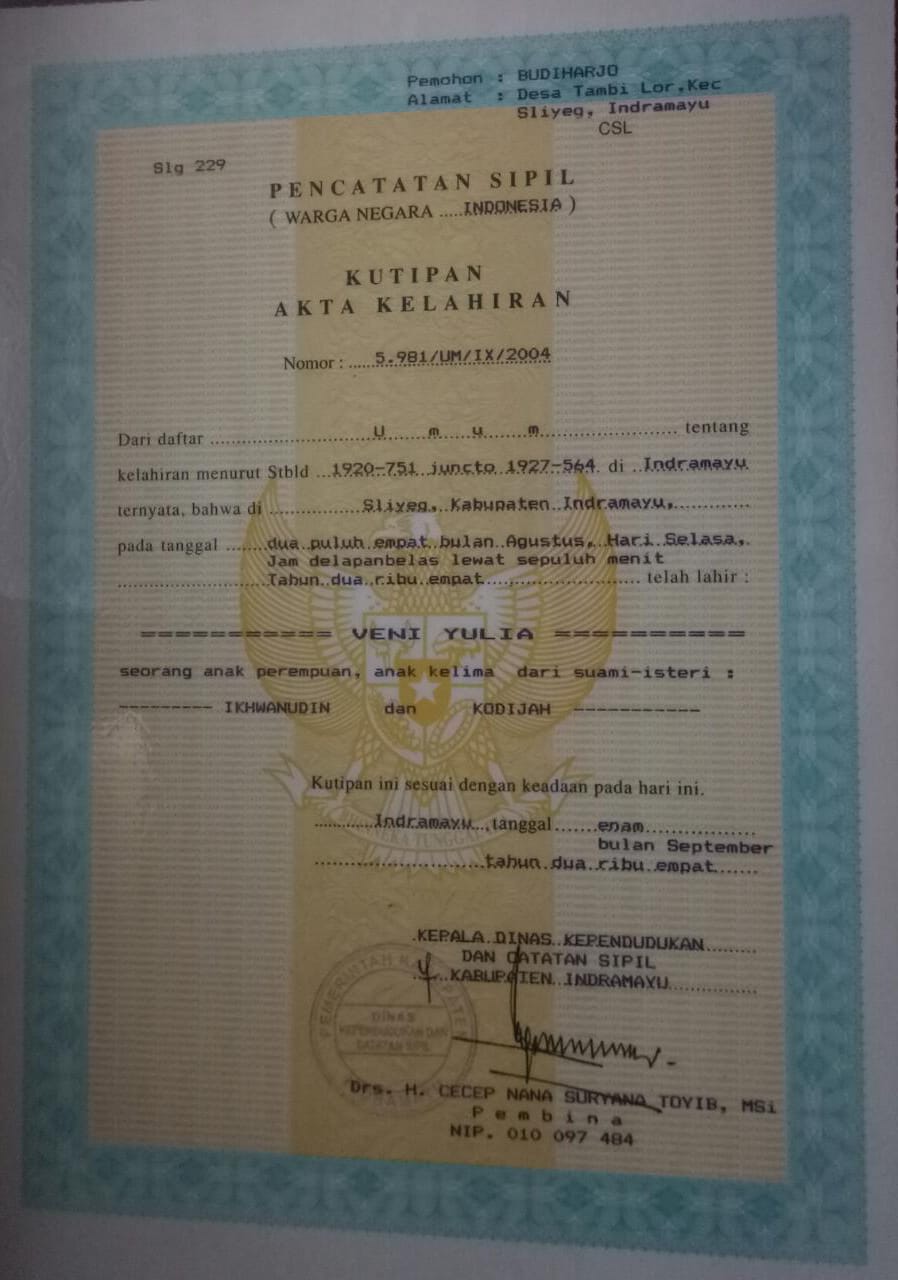 Pemohon : BUDIHARJO
Alamat : Desa Tambi Lor,Kec
Sliyeg, Indramayu
CSL
Slg 229
PENCATATAN SIPIL
( WARGA NEGARA .....INDONESIA )
KUTIPAN
AKTA KELAHIRAN
Nomor : .....5.981/UM/IX/2004
Dari daftar ............ U m u m ............ tentang
kelahiran menurut Stbld ...1920-751 juncto 1927-564. di ..Indramayu
ternyata, bahwa di ............ Sliyeg, Kabupaten Indramayu, ............
pada tanggal .......dua puluh empat bulan Agustus, Hari Selasa,
Jam delapanbelas lewat sepuluh menit
............Tahun dua ribu empat............ telah lahir :
=========== VENI YULIA ===========
seorang anak perempuan, anak kelima dari suami-isteri :
--------- IKHWANUDIN dan KODIJAH ------------
Kutipan ini sesuai dengan keadaan pada hari ini.
............Indramayu..,tanggal.......enam............
bulan September
............tahun dua ribu empat.......
KEPALA DINAS KEPENDUDUKAN
DAN CATATAN SIPIL
KABUPATEN INDRAMAYU
DINAS
KEPENDUDUKAN DAN
CATATAN SIPIL
Drs. H. CECEP NANA SURYANA TOYIB, MSi
P e m b i n a
NIP. 010 097 484